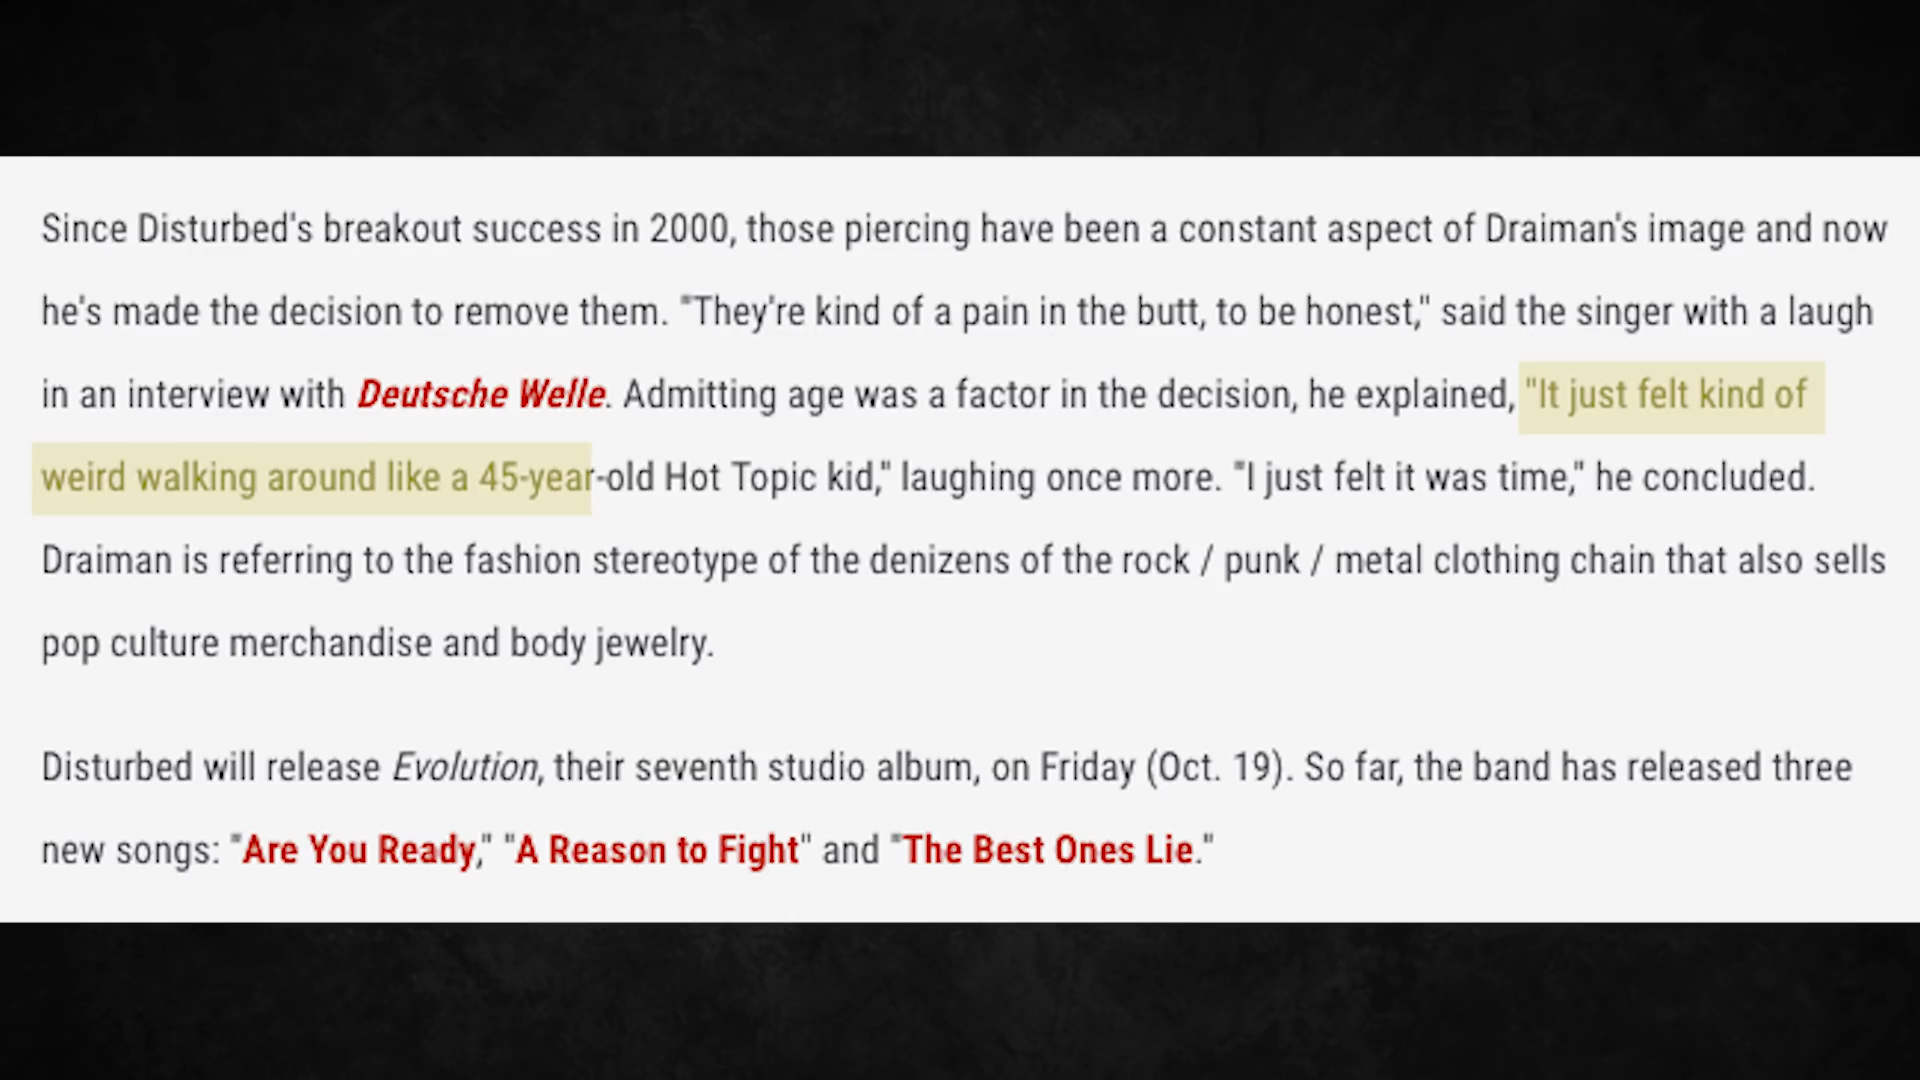 Since Disturbed's breakout success in 2000, those piercing have been a constant aspect of Draiman's image and now
he's made the decision to remove them. "They're kind of a pain in the butt, to be honest," said the singer with a laugh
in an interview with Deutsche Welle. Admitting age was a factor in the decision, he explained, "It just felt kind of
weird walking around like a 45-year-old Hot Topic kid," laughing once more. "I just felt it was time," he concluded.
Draiman is referring to the fashion stereotype of the denizens of the rock / punk / metal clothing chain that also sells
pop culture merchandise and body jewelry.
Disturbed will release Evolution, their seventh studio album, on Friday (Oct. 19). So far, the band has released three
new songs: "Are You Ready," "A Reason to Fight" and "The Best Ones Lie."